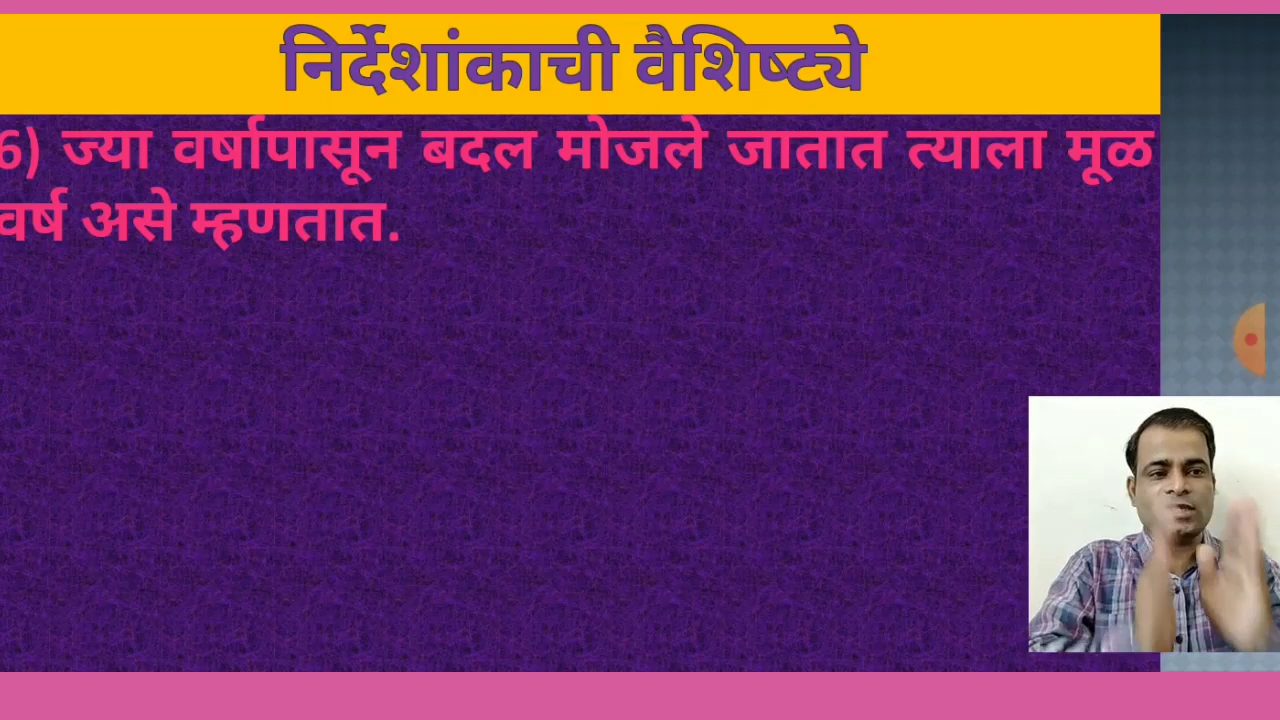 निर्देशांकाची वैशिष्ट्ये
6) ज्या वर्षापासून बदल मोजले जातात त्याला मूळ
वर्ष असे म्हणतात.